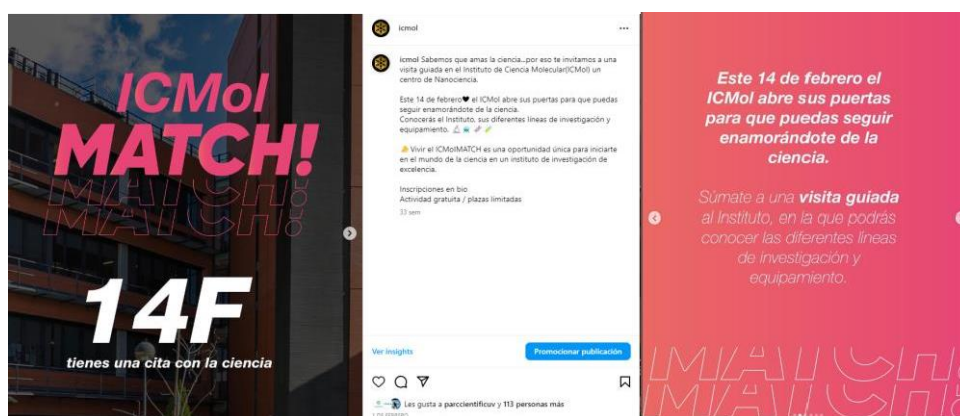 ICMol
MATCH!
MATCH!
MATCH!
14F
tienes una cita con la ciencia
icmol
icmol Sabemos que amas la ciencia...por eso te invitamos a una
visita guiada en el Instituto de Ciencia Molecular(ICMol) un
centro de Nanociencia.
Este 14 de febrero🖤 el ICMol abre sus puertas para que puedas
seguir enamorándote de la ciencia.
Conocerás el Instituto, sus diferentes líneas de investigación y
equipamiento.
Vivir el ICMolMATCH es una oportunidad única para iniciarte
en el mundo de la ciencia en un instituto de investigación de
excelencia.
Inscripciones en bio
Actividad gratuita / plazas limitadas
33 sem
Ver insights
Promocionar publicación
Les gusta a parccientificuv y 113 personas más
Este 14 de febrero el
ICMol abre sus puertas
para que puedas seguir
enamorándote de la
ciencia.
Súmate a una visita guiada
al Instituto, en la que podrás
conocer las diferentes líneas
de investigación y
equipamiento.
MATCH!
MATCH!